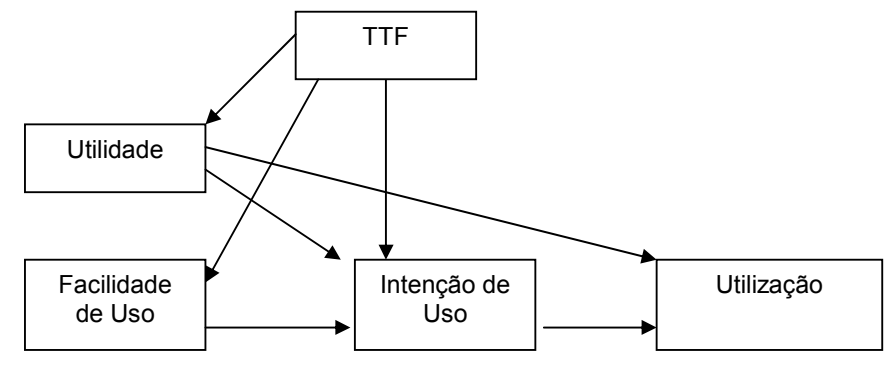 TTF
Utilidade
Facilidade
de Uso
Intenção de
Uso
Utilização